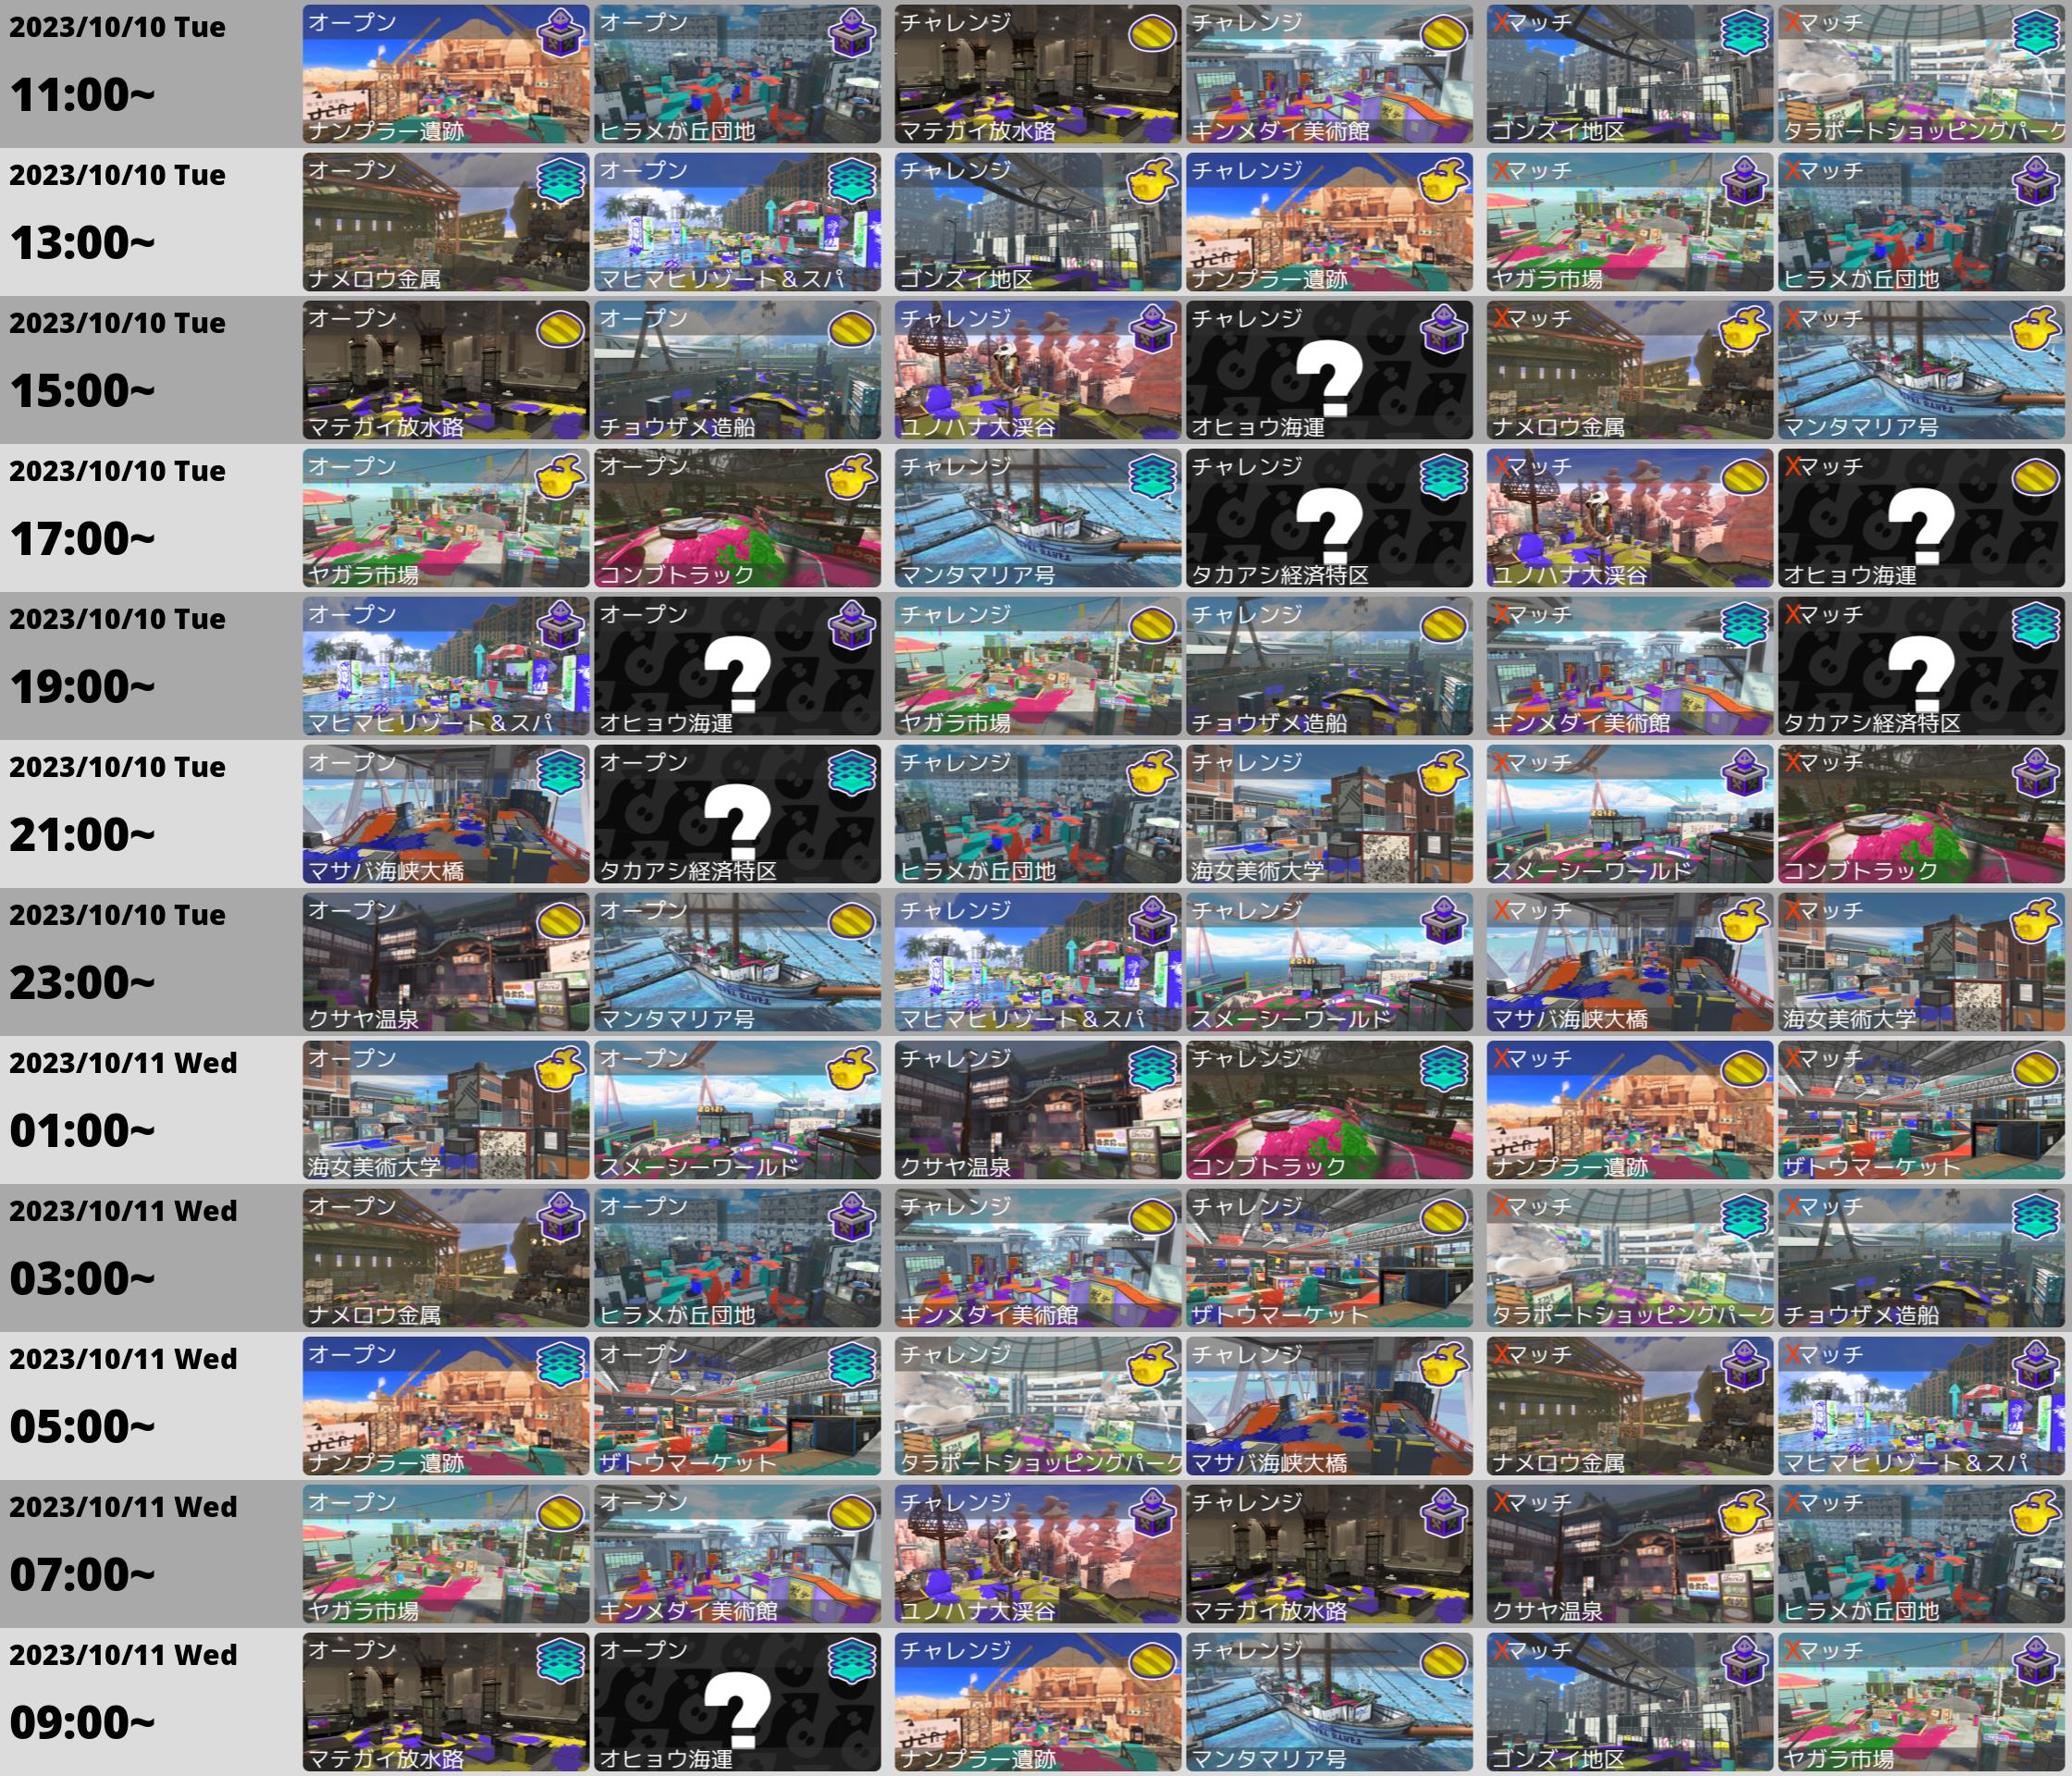 2023/10/10 Tue
11:00~
オープン
ナンプラー遺跡
オープン
ヒラメが丘団地
チャレンジ
マテガイ放水路
チャレンジ
キンメダイ美術館
Xマッチ
ゴンズイ地区
Xマッチ
タラポートショッピングパーク
2023/10/10 Tue
13:00~
オープン
ナメロウ金属
オープン
マヒマヒリゾート&スパ
チャレンジ
ゴンズイ地区
チャレンジ
ナンプラー遺跡
Xマッチ
ヤガラ市場
Xマッチ
ヒラメが丘団地
2023/10/10 Tue
15:00~
オープン
マテガイ放水路
オープン
チョウザメ造船
チャレンジ
ユノハナ大渓谷
チャレンジ
?
オヒョウ海運
Xマッチ
ナメロウ金属
Xマッチ
マンタマリア号
2023/10/10 Tue
17:00~
オープン
ヤガラ市場
オープン
コンブトラック
チャレンジ
マンタマリア号
チャレンジ
?
タカアシ経済特区
Xマッチ
ユノハナ大渓谷
Xマッチ
?
オヒョウ海運
2023/10/10 Tue
19:00~
オープン
マヒマヒリゾート&スパ
オープン
?
オヒョウ海運
チャレンジ
ヤガラ市場
チャレンジ
チョウザメ造船
Xマッチ
キンメダイ美術館
Xマッチ
?
タカアシ経済特区
2023/10/10 Tue
21:00~
オープン
マサバ海峡大橋
オープン
?
タカアシ経済特区
チャレンジ
ヒラメが丘団地
チャレンジ
海女美術大学
Xマッチ
スメーシーワールド
Xマッチ
コンブトラック
2023/10/10 Tue
23:00~
オープン
クサヤ温泉
オープン
マンタマリア号
チャレンジ
マヒマヒリゾート&スパ
チャレンジ
スメーシーワールド
Xマッチ
マサバ海峡大橋
Xマッチ
海女美術大学
2023/10/11 Wed
01:00~
オープン
海女美術大学
オープン
スメーシーワールド
チャレンジ
クサヤ温泉
チャレンジ
コンブトラック
Xマッチ
ナンプラー遺跡
Xマッチ
ザトウマーケット
2023/10/11 Wed
03:00~
オープン
ナメロウ金属
オープン
ヒラメが丘団地
チャレンジ
キンメダイ美術館
チャレンジ
ザトウマーケット
Xマッチ
タラポートショッピングパーク
Xマッチ
チョウザメ造船
2023/10/11 Wed
05:00~
オープン
ナンプラー遺跡
オープン
ザトウマーケット
チャレンジ
タラポートショッピングパーク
チャレンジ
マサバ海峡大橋
Xマッチ
ナメロウ金属
Xマッチ
マヒマヒリゾート&スパ
2023/10/11 Wed
07:00~
オープン
ヤガラ市場
オープン
キンメダイ美術館
チャレンジ
ユノハナ大渓谷
チャレンジ
マテガイ放水路
Xマッチ
クサヤ温泉
Xマッチ
ヒラメが丘団地
2023/10/11 Wed
09:00~
オープン
マテガイ放水路
オープン
?
オヒョウ海運
チャレンジ
ナンプラー遺跡
チャレンジ
マンタマリア号
Xマッチ
ゴンズイ地区
Xマッチ
ヤガラ市場